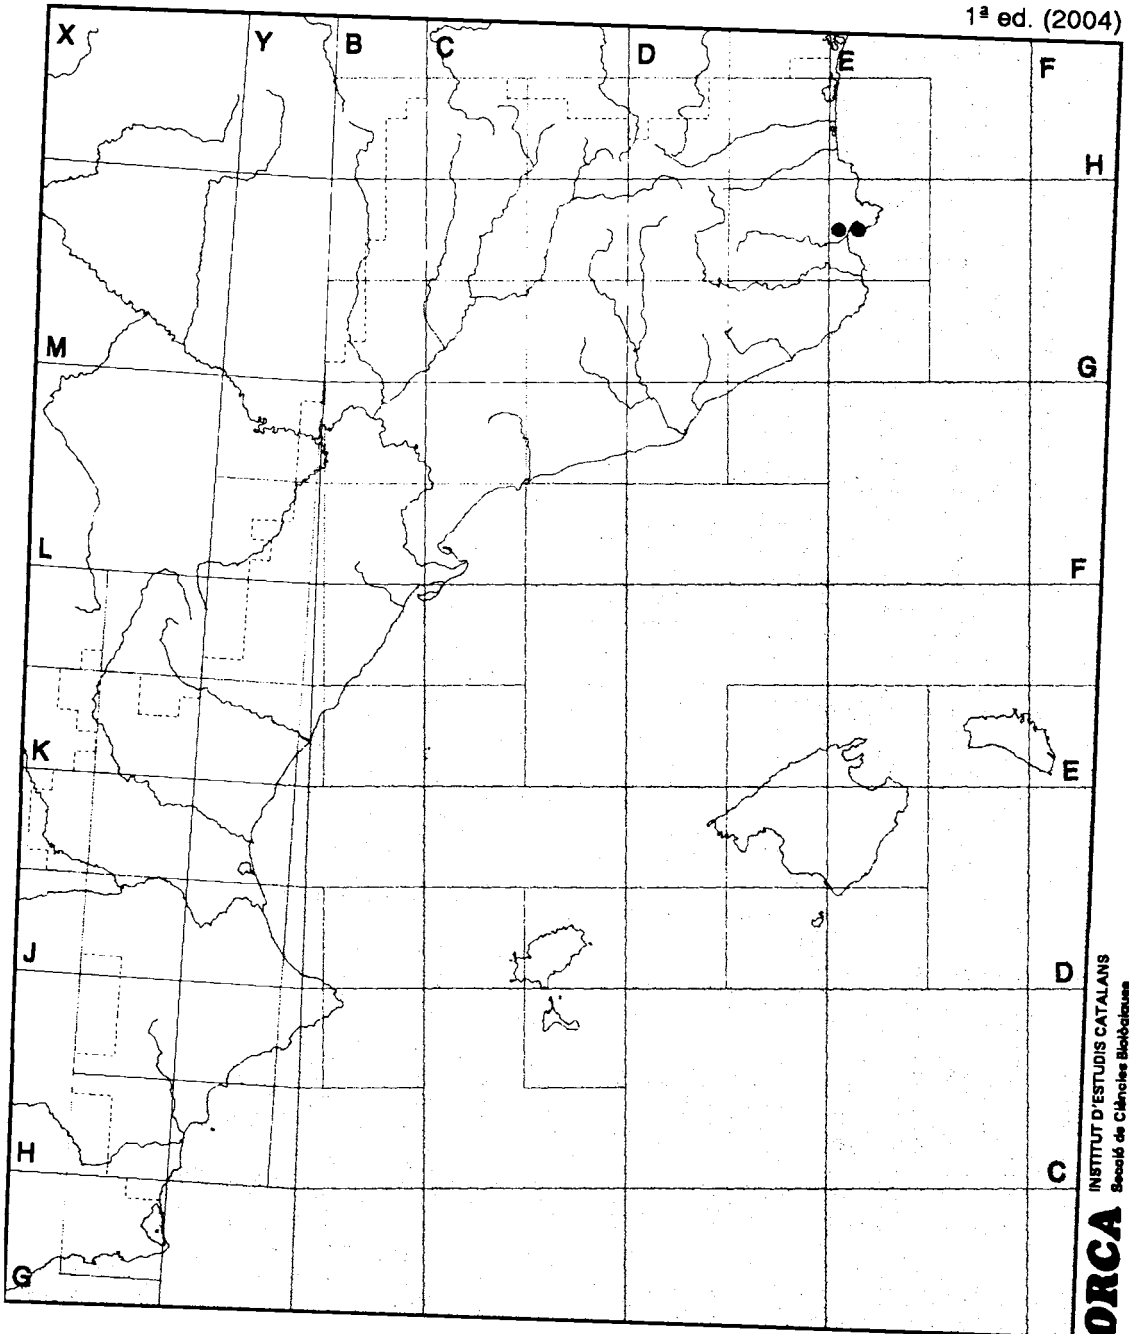 1ª ed. (2004)
X
Y
B
C
D
E
F
H
M
G
L
F
K
E
J
D
H
C
G
ORCA
INSTITUT D'ESTUDIS CATALANS
Secció de Ciències Biològiques